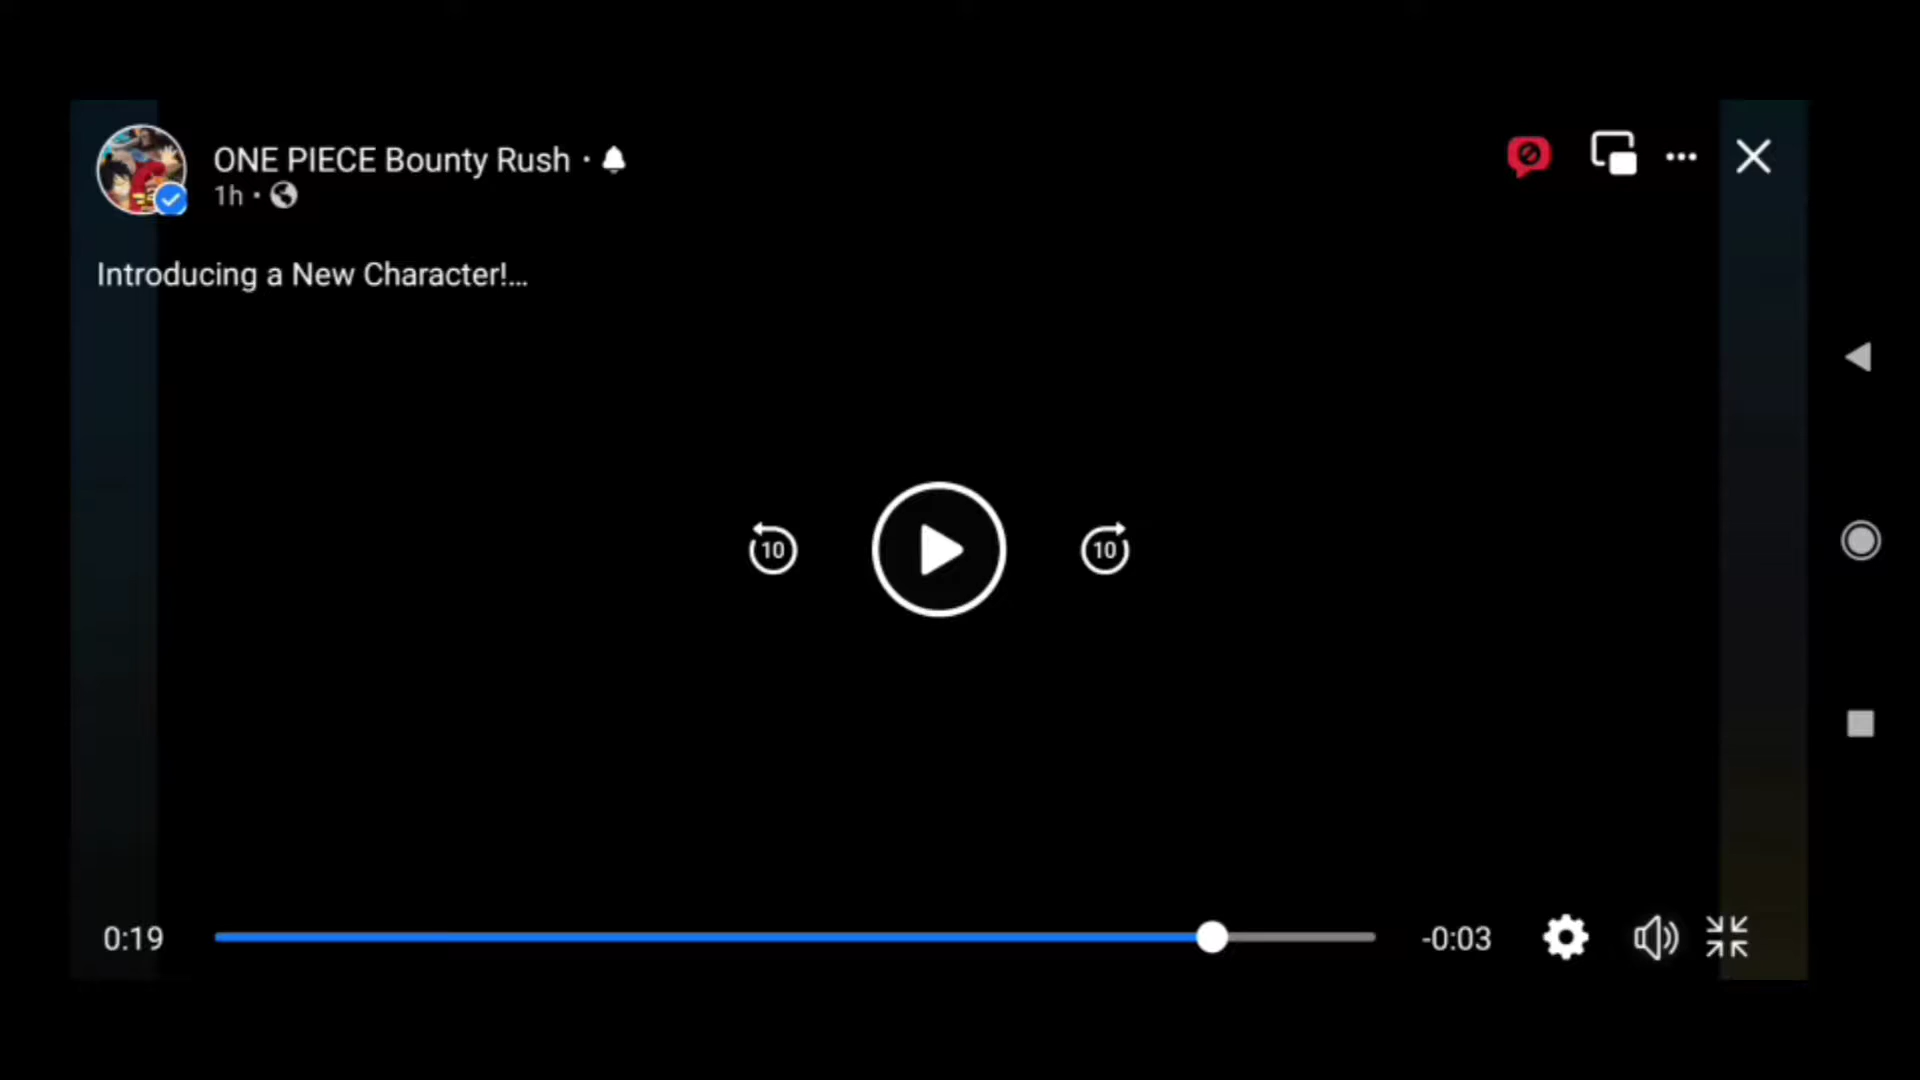 ONE PIECE Bounty Rush ·
1h ·
Introducing a New Character!...
10
10
0:19
-0:03